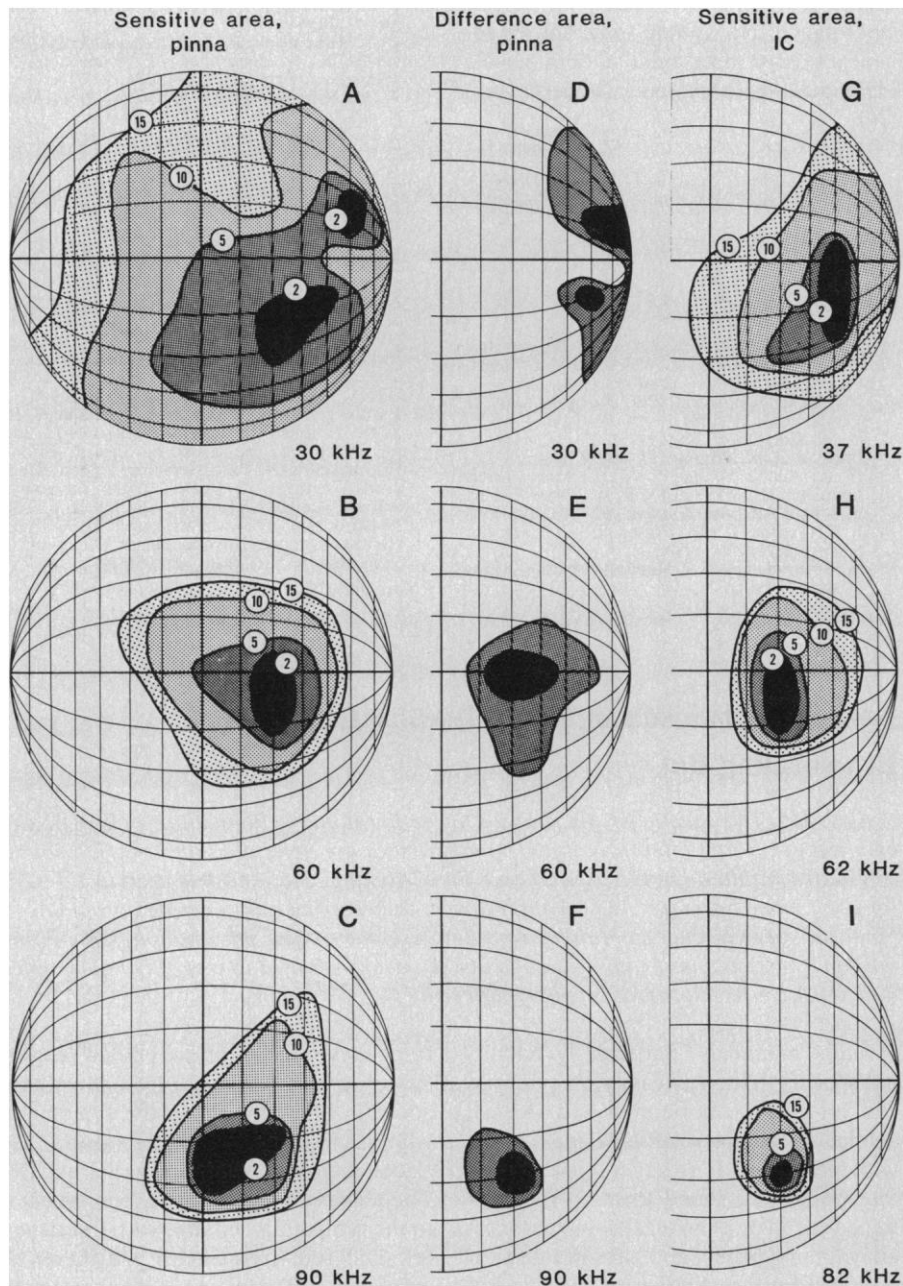 Sensitive area,
pinna
Difference area,
pinna
Sensitive area,
IC
A
15
10
5
2
2
30 kHz
D
30 kHz
G
15
10
5
2
37 kHz
B
15
10
5
2
60 kHz
E
60 kHz
H
15
10
5
2
62 kHz
C
15
10
5
2
90 kHz
F
90 kHz
I
15
5
82 kHz